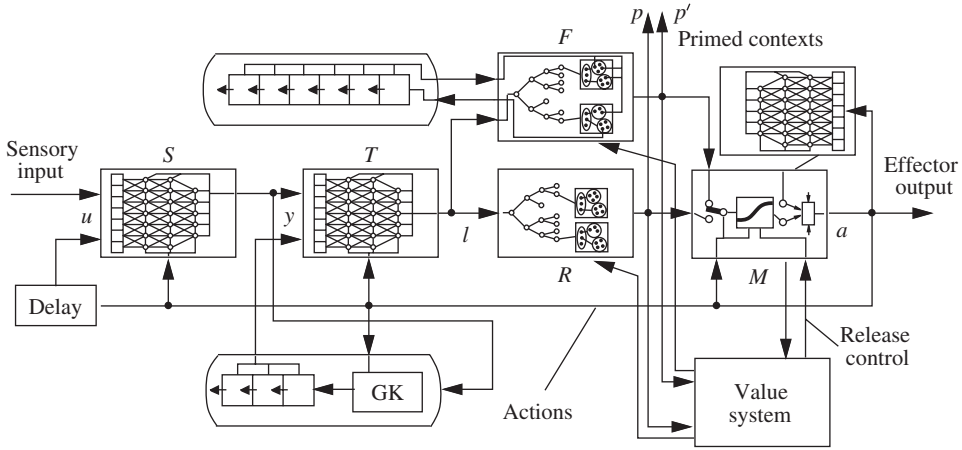 p p′
F
Primed contexts
Sensory
input
S
T
Effector
output
u
y
l
a
R
M
Delay
Release
control
GK
Actions
Value
system